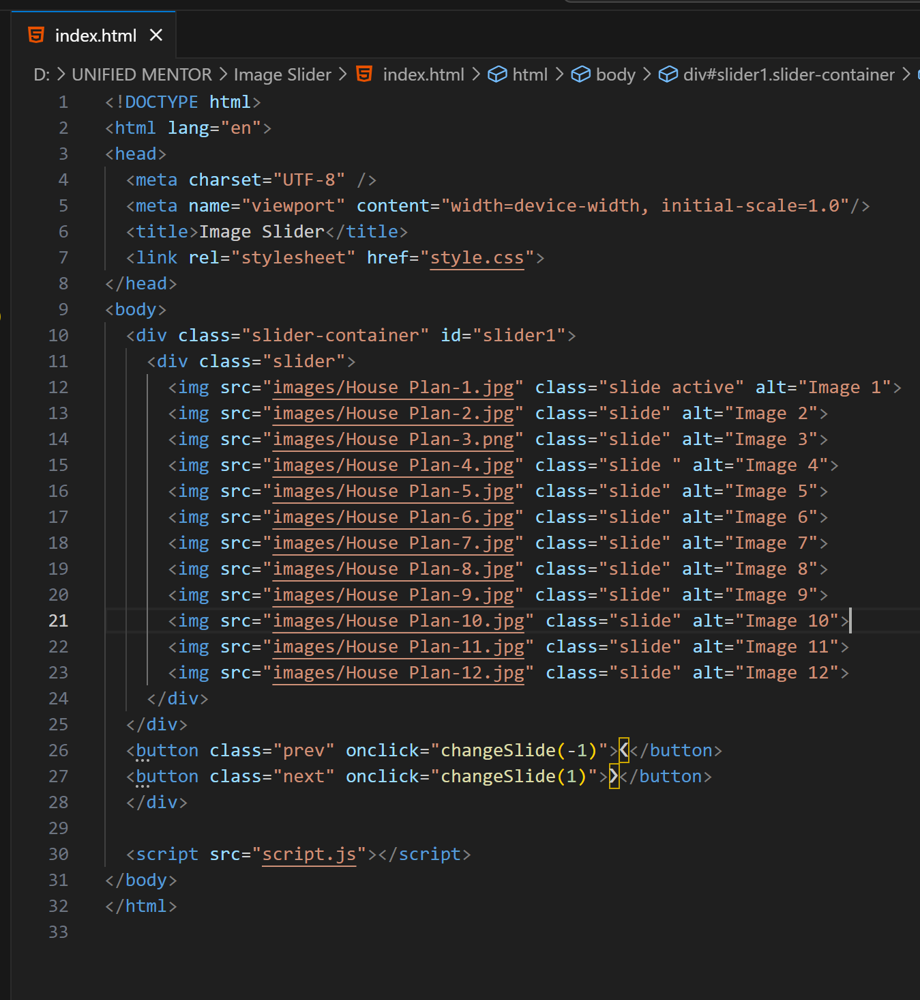 index.html
D: > UNIFIED MENTOR > Image Slider > index.html > html > body > div#slider1.slider-container >
1 <!DOCTYPE html>
2 <html lang="en">
3 <head>
4   <meta charset="UTF-8" />
5   <meta name="viewport" content="width=device-width, initial-scale=1.0"/>
6   <title>Image Slider</title>
7   <link rel="stylesheet" href="style.css">
8 </head>
9 <body>
10   <div class="slider-container" id="slider1">
11     <div class="slider">
12       <img src="images/House Plan-1.jpg" class="slide active" alt="Image 1">
13       <img src="images/House Plan-2.jpg" class="slide" alt="Image 2">
14       <img src="images/House Plan-3.png" class="slide" alt="Image 3">
15       <img src="images/House Plan-4.jpg" class="slide " alt="Image 4">
16       <img src="images/House Plan-5.jpg" class="slide" alt="Image 5">
17       <img src="images/House Plan-6.jpg" class="slide" alt="Image 6">
18       <img src="images/House Plan-7.jpg" class="slide" alt="Image 7">
19       <img src="images/House Plan-8.jpg" class="slide" alt="Image 8">
20       <img src="images/House Plan-9.jpg" class="slide" alt="Image 9">
21       <img src="images/House Plan-10.jpg" class="slide" alt="Image 10">
22       <img src="images/House Plan-11.jpg" class="slide" alt="Image 11">
23       <img src="images/House Plan-12.jpg" class="slide" alt="Image 12">
24     </div>
25   </div>
26   <button class="prev" onclick="changeSlide(-1)">❮</button>
27   <button class="next" onclick="changeSlide(1)">❯</button>
28   </div>
29
30   <script src="script.js"></script>
31 </body>
32 </html>
33